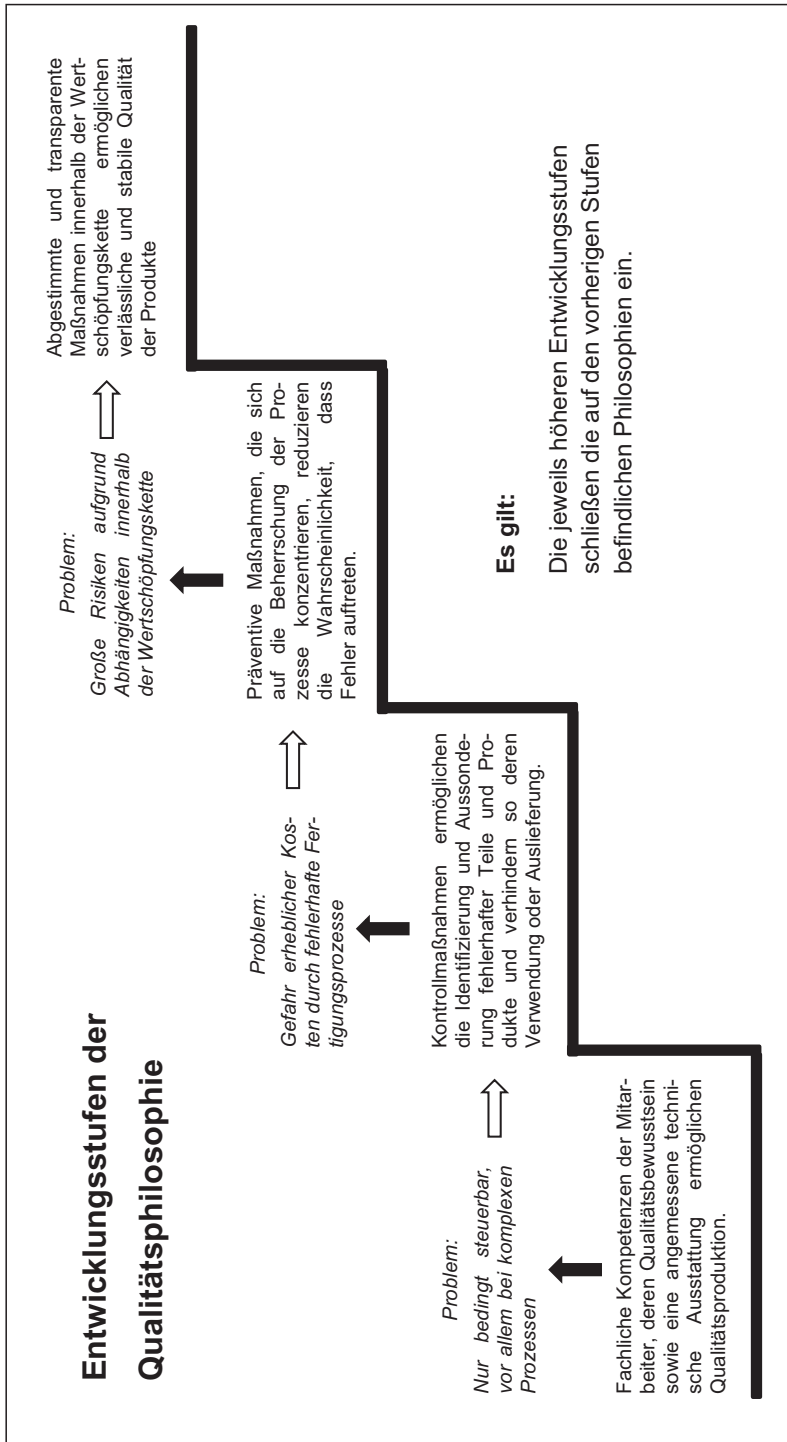 Entwicklungsstufen der
Qualitätsphilosophie
Fachliche Kompetenzen der Mitar-
beiter, deren Qualitätsbewusstsein
sowie eine angemessene techni-
sche Ausstattung ermöglichen
Qualitätsproduktion.
Problem:
Nur bedingt steuerbar,
vor allem bei komplexen
Prozessen
Kontrollmaßnahmen ermöglichen
die Identifizierung und Aussonde-
rung fehlerhafter Teile und Pro-
dukte und verhindern so deren
Verwendung oder Auslieferung.
Problem:
Gefahr erheblicher Kos-
ten durch fehlerhafte Fer-
tigungsprozesse
Präventive Maßnahmen, die sich
auf die Beherrschung der Pro-
zesse konzentrieren, reduzieren
die Wahrscheinlichkeit, dass
Fehler auftreten.
Problem:
Große Risiken aufgrund
Abhängigkeiten innerhalb
der Wertschöpfungskette
Abgestimmte und transparente
Maßnahmen innerhalb der Wert-
schöpfungskette ermöglichen
verlässliche und stabile Qualität
der Produkte
Es gilt:
Die jeweils höheren Entwicklungsstufen
schließen die auf den vorherigen Stufen
befindlichen Philosophien ein.